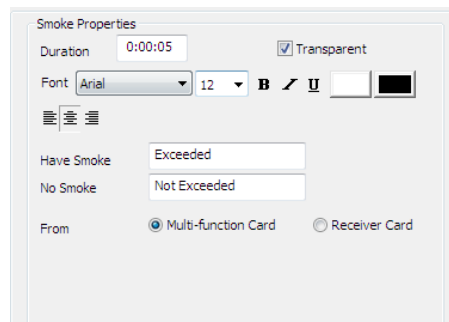 Smoke Properties
Duration 0:00:05 Transparent
Font Arial 12 B I U
Have Smoke Exceeded
No Smoke Not Exceeded
From Multi-function Card Receiver Card